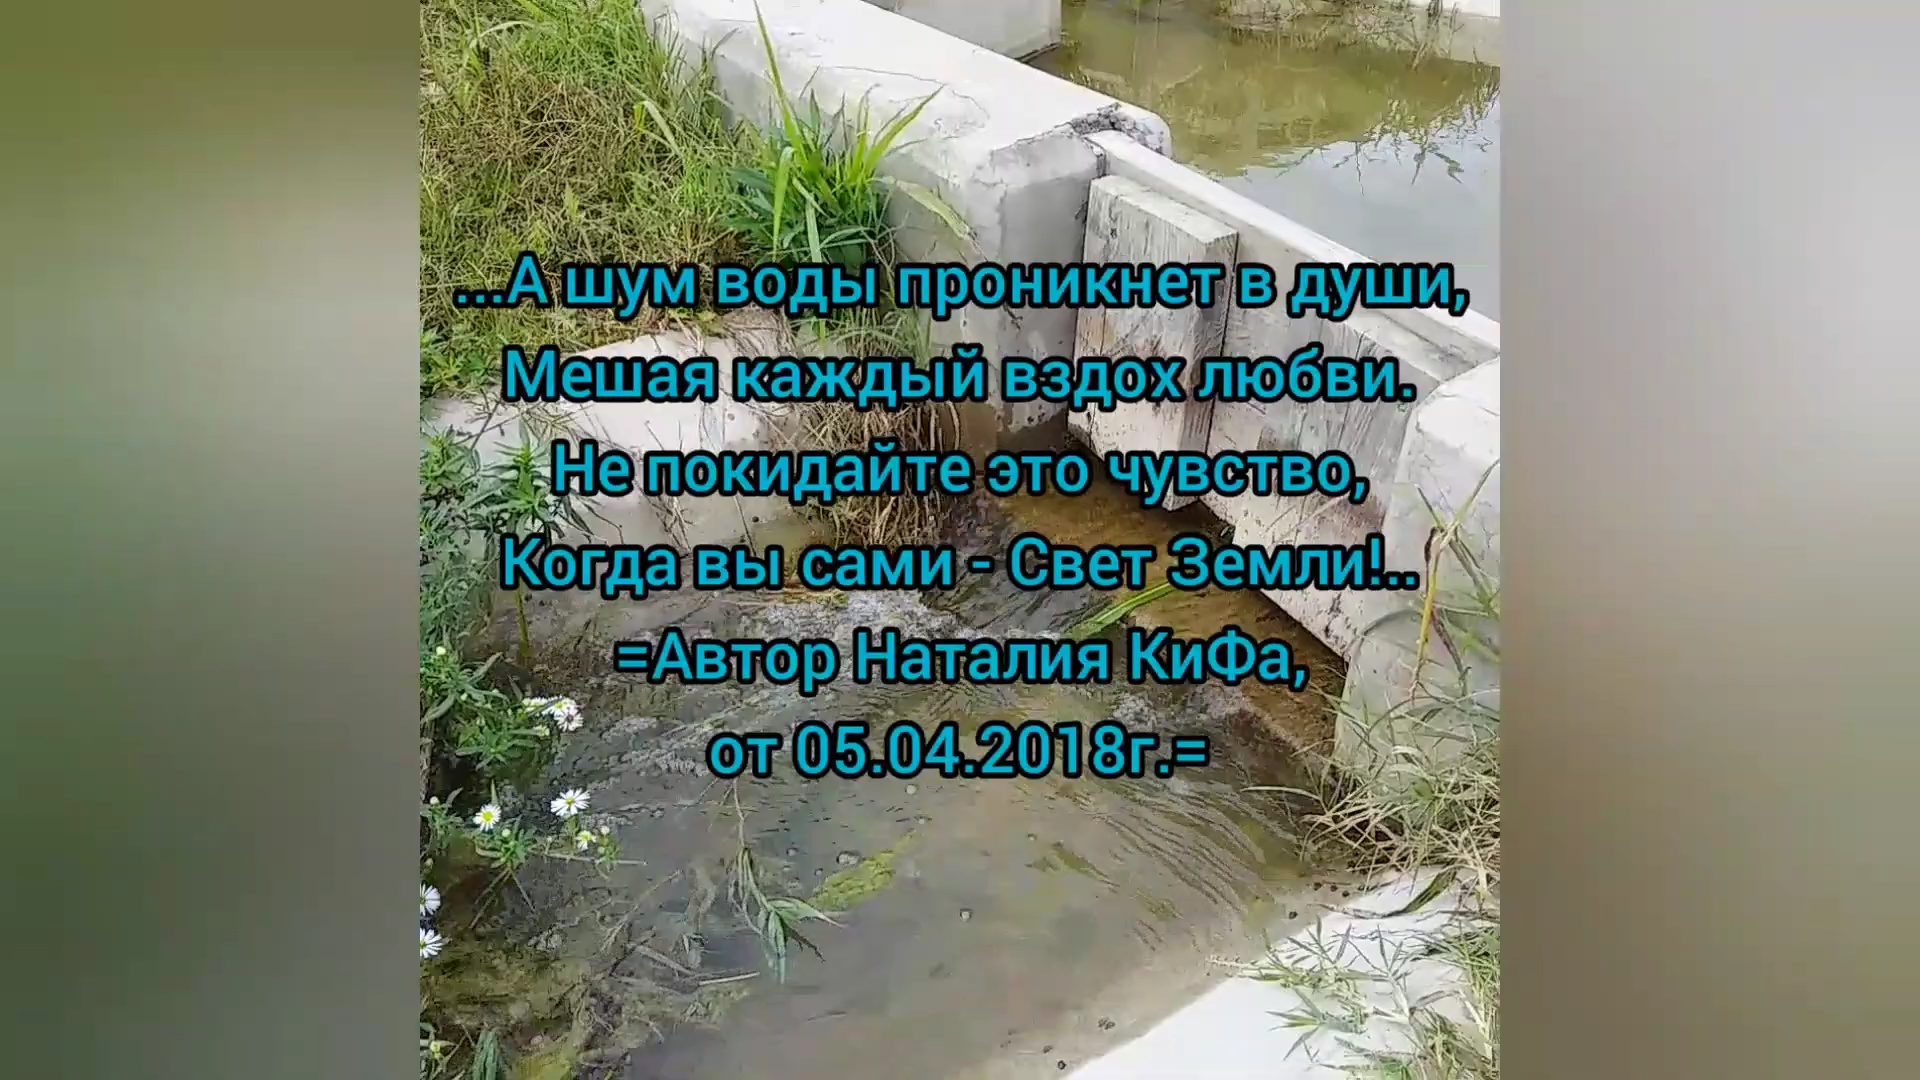 ...А шум воды проникнет в души,
Мешая каждый вздох любви.
Не покидайте это чувство,
Когда вы сами - Свет Земли!..
=Автор Наталия КиФа,
от 05.04.2018г.=